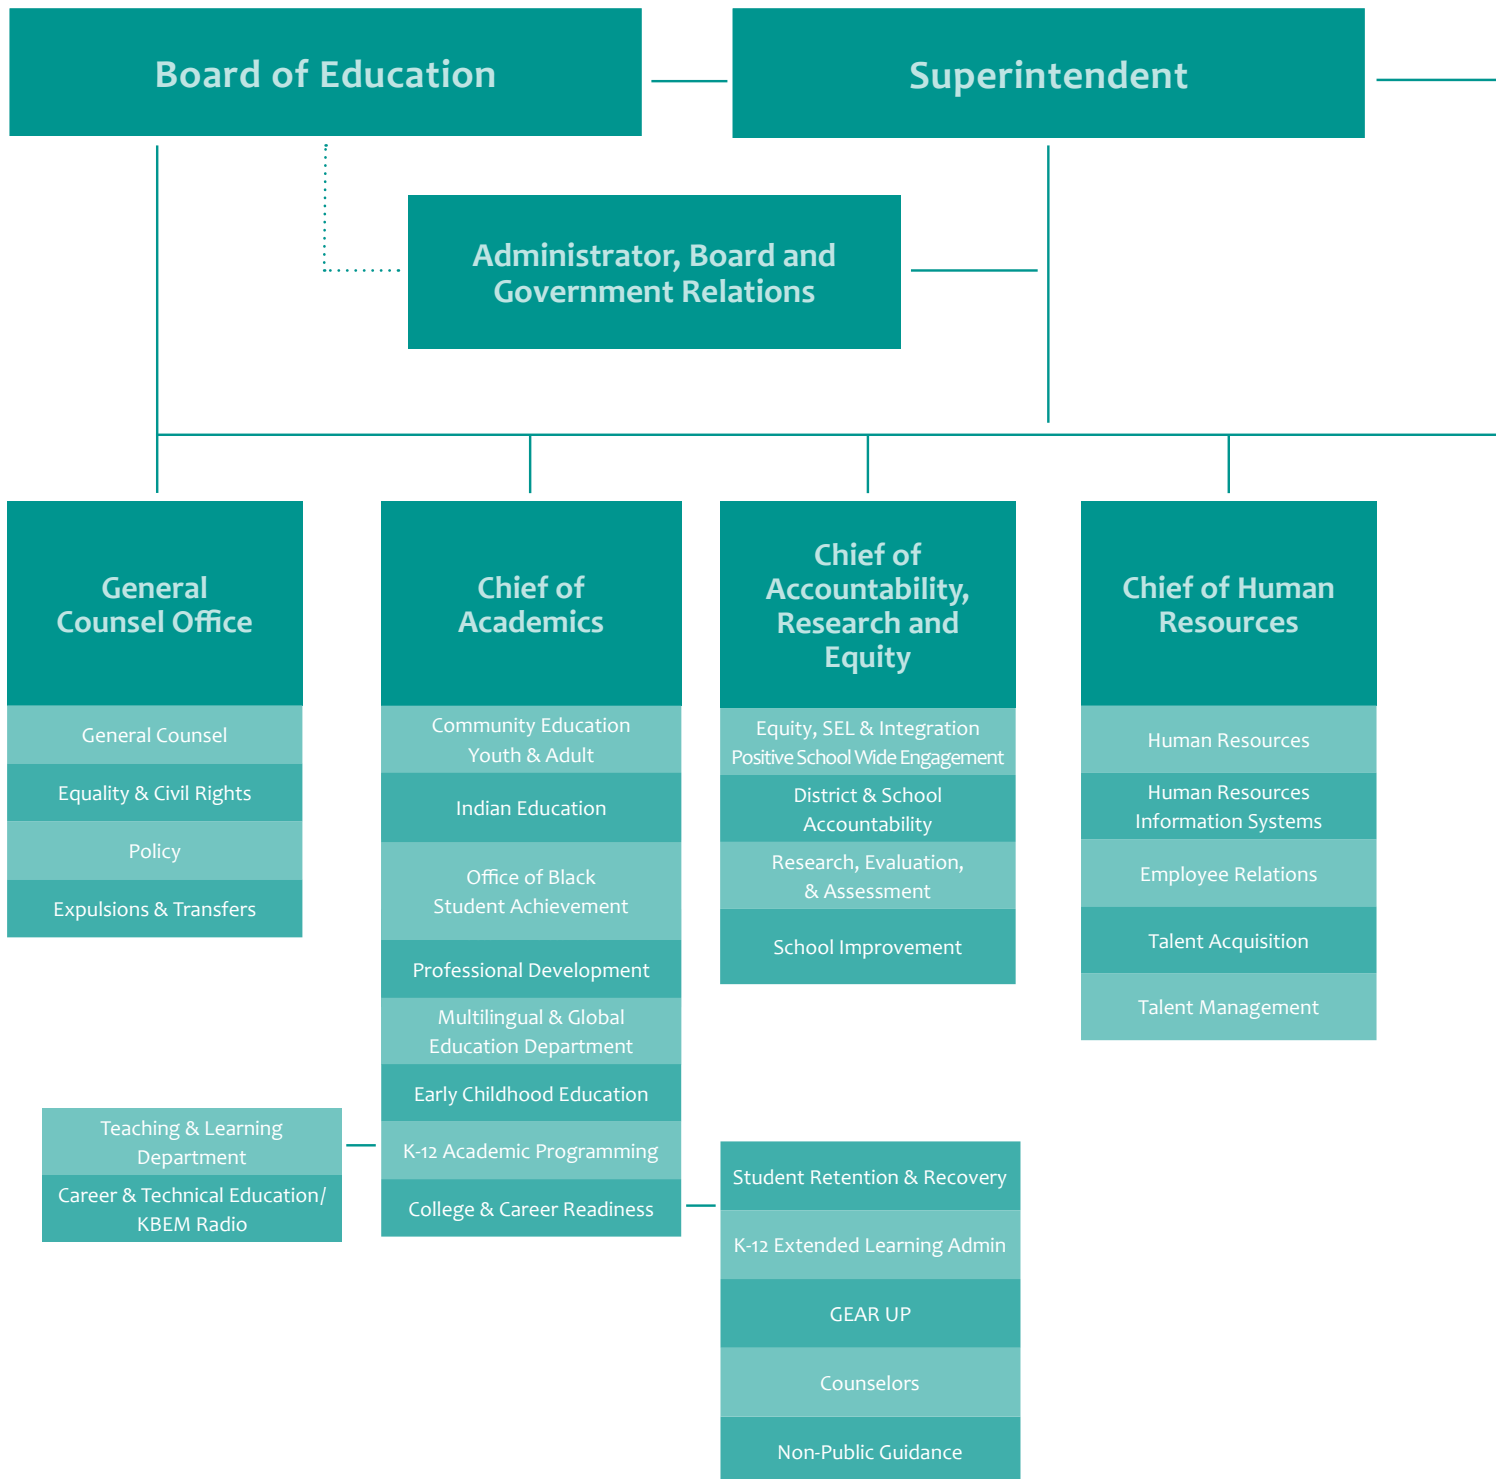 Board of Education
Superintendent
Administrator, Board and
Government Relations
General
Counsel Office
General Counsel
Equality & Civil Rights
Policy
Expulsions & Transfers
Chief of
Academics
Community Education
Youth & Adult
Indian Education
Office of Black
Student Achievement
Professional Development
Multilingual & Global
Education Department
Early Childhood Education
K-12 Academic Programming
College & Career Readiness
Teaching & Learning
Department
Career & Technical Education/
KBEM Radio
Chief of
Accountability,
Research and
Equity
Equity, SEL & Integration
Positive School Wide Engagement
District & School
Accountability
Research, Evaluation,
& Assessment
School Improvement
Student Retention & Recovery
K-12 Extended Learning Admin
GEAR UP
Counselors
Non-Public Guidance
Chief of Human
Resources
Human Resources
Human Resources
Information Systems
Employee Relations
Talent Acquisition
Talent Management